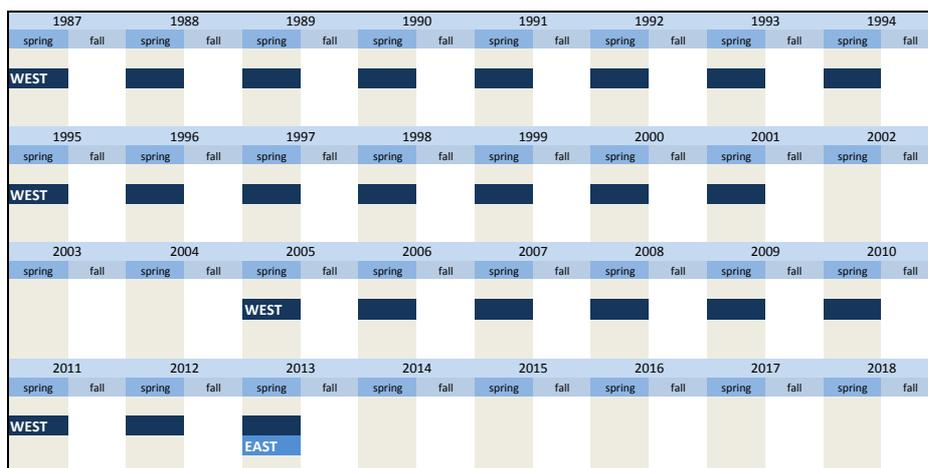 1987 1988 1989 1990 1991 1992 1993 1994
spring fall spring fall spring fall spring fall spring fall spring fall spring fall spring fall
WEST
1995 1996 1997 1998 1999 2000 2001 2002
spring fall spring fall spring fall spring fall spring fall spring fall spring fall spring fall
WEST
2003 2004 2005 2006 2007 2008 2009 2010
spring fall spring fall spring fall spring fall spring fall spring fall spring fall spring fall
WEST
2011 2012 2013 2014 2015 2016 2017 2018
spring fall spring fall spring fall spring fall spring fall spring fall spring fall spring fall
WEST
EAST